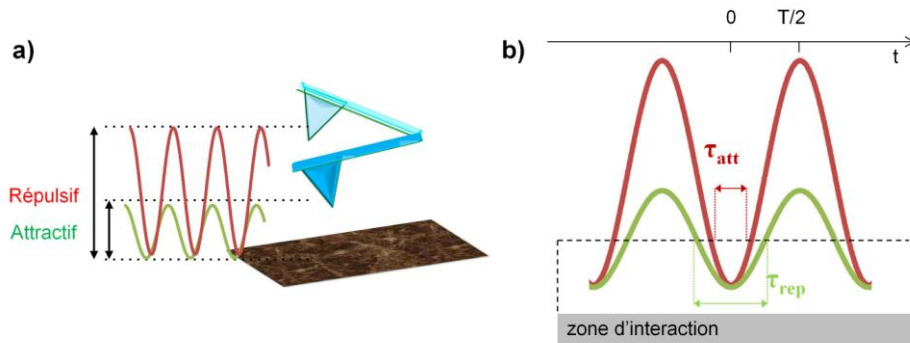 a)
Répulsif
Attractif
b)
0 T/2
t
τatt
τrep
zone d'interaction